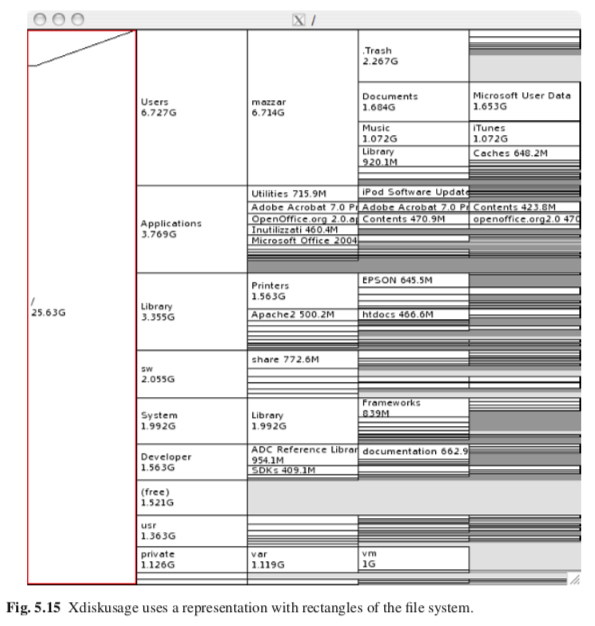 X /
/
25.63G
Users
6.727G
mazzar
6.714G
.Trash
2.267G
Documents
1.684G
Microsoft User Data
1.653G
Music
1.072G
iTunes
1.072G
Library
920.1M
Caches 648.2M
Applications
3.769G
Utilities 715.9M
iPod Software Update
Adobe Acrobat 7.0 Pr
Adobe Acrobat 7.0 Pr
Contents 423.8M
OpenOffice.org 2.0.ap
Contents 470.9M
openoffice.org2.0 470
Inutilizzati 460.4M
Microsoft Office 2004
Library
3.355G
Printers
1.563G
EPSON 645.5M
Apache2 500.2M
htdocs 466.6M
sw
2.055G
share 772.6M
System
1.992G
Library
1.992G
Frameworks
839M
Developer
1.563G
ADC Reference Librar
954.1M
documentation 662.9
SDKs 409.1M
(free)
1.521G
usr
1.363G
private
1.126G
var
1.119G
vm
1G
Fig. 5.15 Xdiskusage uses a representation with rectangles of the file system.